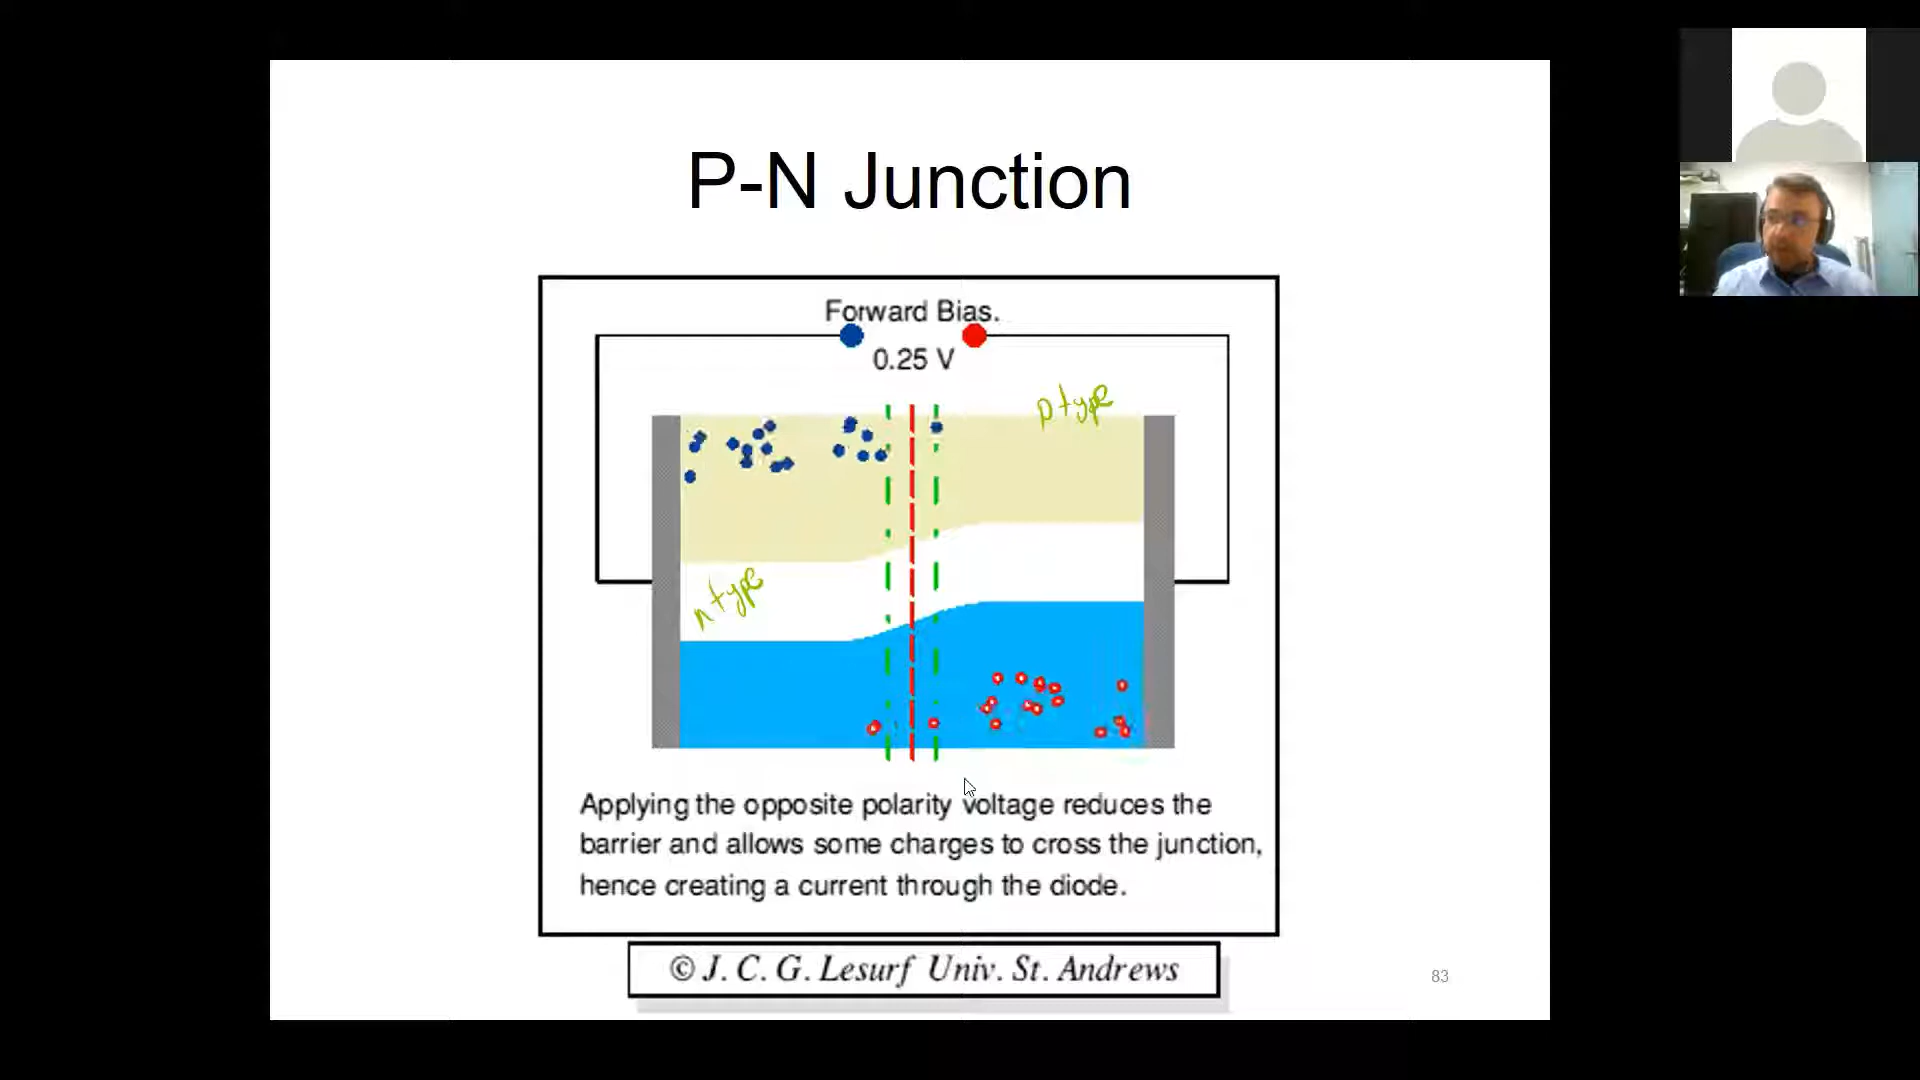 P-N Junction
Forward Bias.
0.25 V
p type
n type
Applying the opposite polarity voltage reduces the
barrier and allows some charges to cross the junction,
hence creating a current through the diode.
© J. C. G. Lesurf Univ. St. Andrews
83